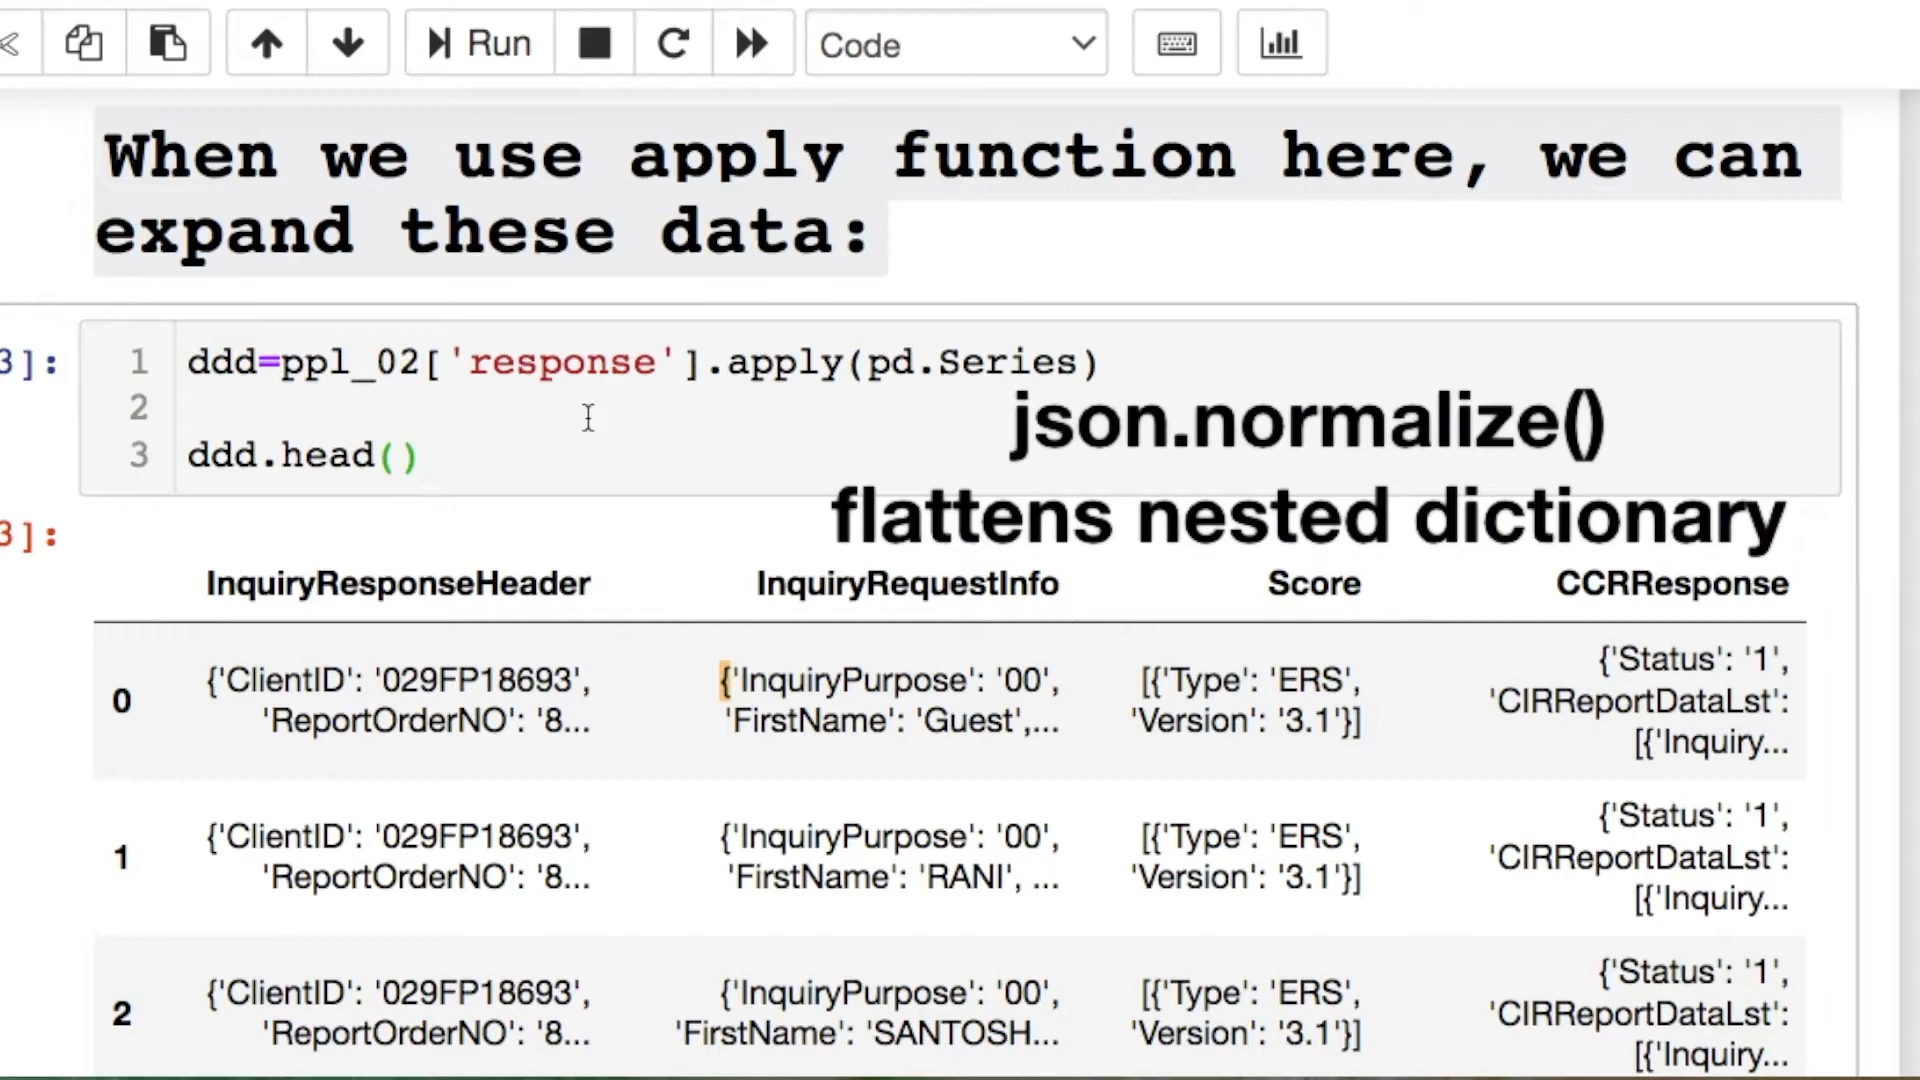 Run
Code
When we use apply function here, we can
expand these data:
3]:
1 ddd=ppl_02['response'].apply(pd.Series)
2
3 ddd.head()
json.normalize()
flattens nested dictionary
3]:
InquiryResponseHeader InquiryRequestInfo Score CCRResponse
0 {'ClientID': '029FP18693', 'ReportOrderNO': '8... {'InquiryPurpose': '00', 'FirstName': 'Guest',... [{'Type': 'ERS', 'Version': '3.1'}] {'Status': '1', 'CIRReportDataLst': [{'Inquiry...
1 {'ClientID': '029FP18693', 'ReportOrderNO': '8... {'InquiryPurpose': '00', 'FirstName': 'RANI', ... [{'Type': 'ERS', 'Version': '3.1'}] {'Status': '1', 'CIRReportDataLst': [{'Inquiry...
2 {'ClientID': '029FP18693', 'ReportOrderNO': '8... {'InquiryPurpose': '00', 'FirstName': 'SANTOSH... [{'Type': 'ERS', 'Version': '3.1'}] {'Status': '1', 'CIRReportDataLst': [{'Inquiry...